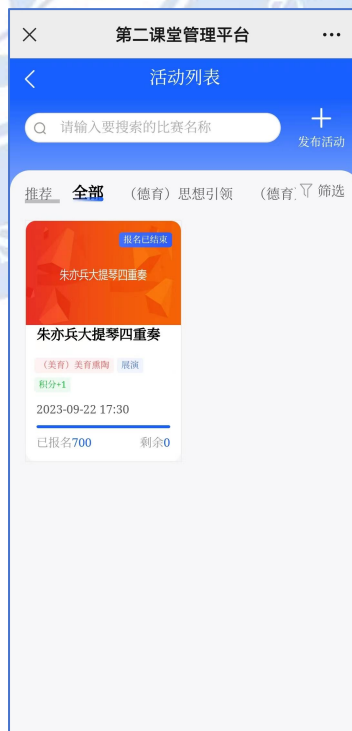 第二课堂管理平台
活动列表
请输入要搜索的比赛名称
发布活动
推荐 全部 （德育）思想引领 （德育） 筛选
报名已结束
朱亦兵大提琴四重奏
朱亦兵大提琴四重奏
（美育）美育熏陶 展演
积分+1
2023-09-22 17:30
已报名700 剩余0